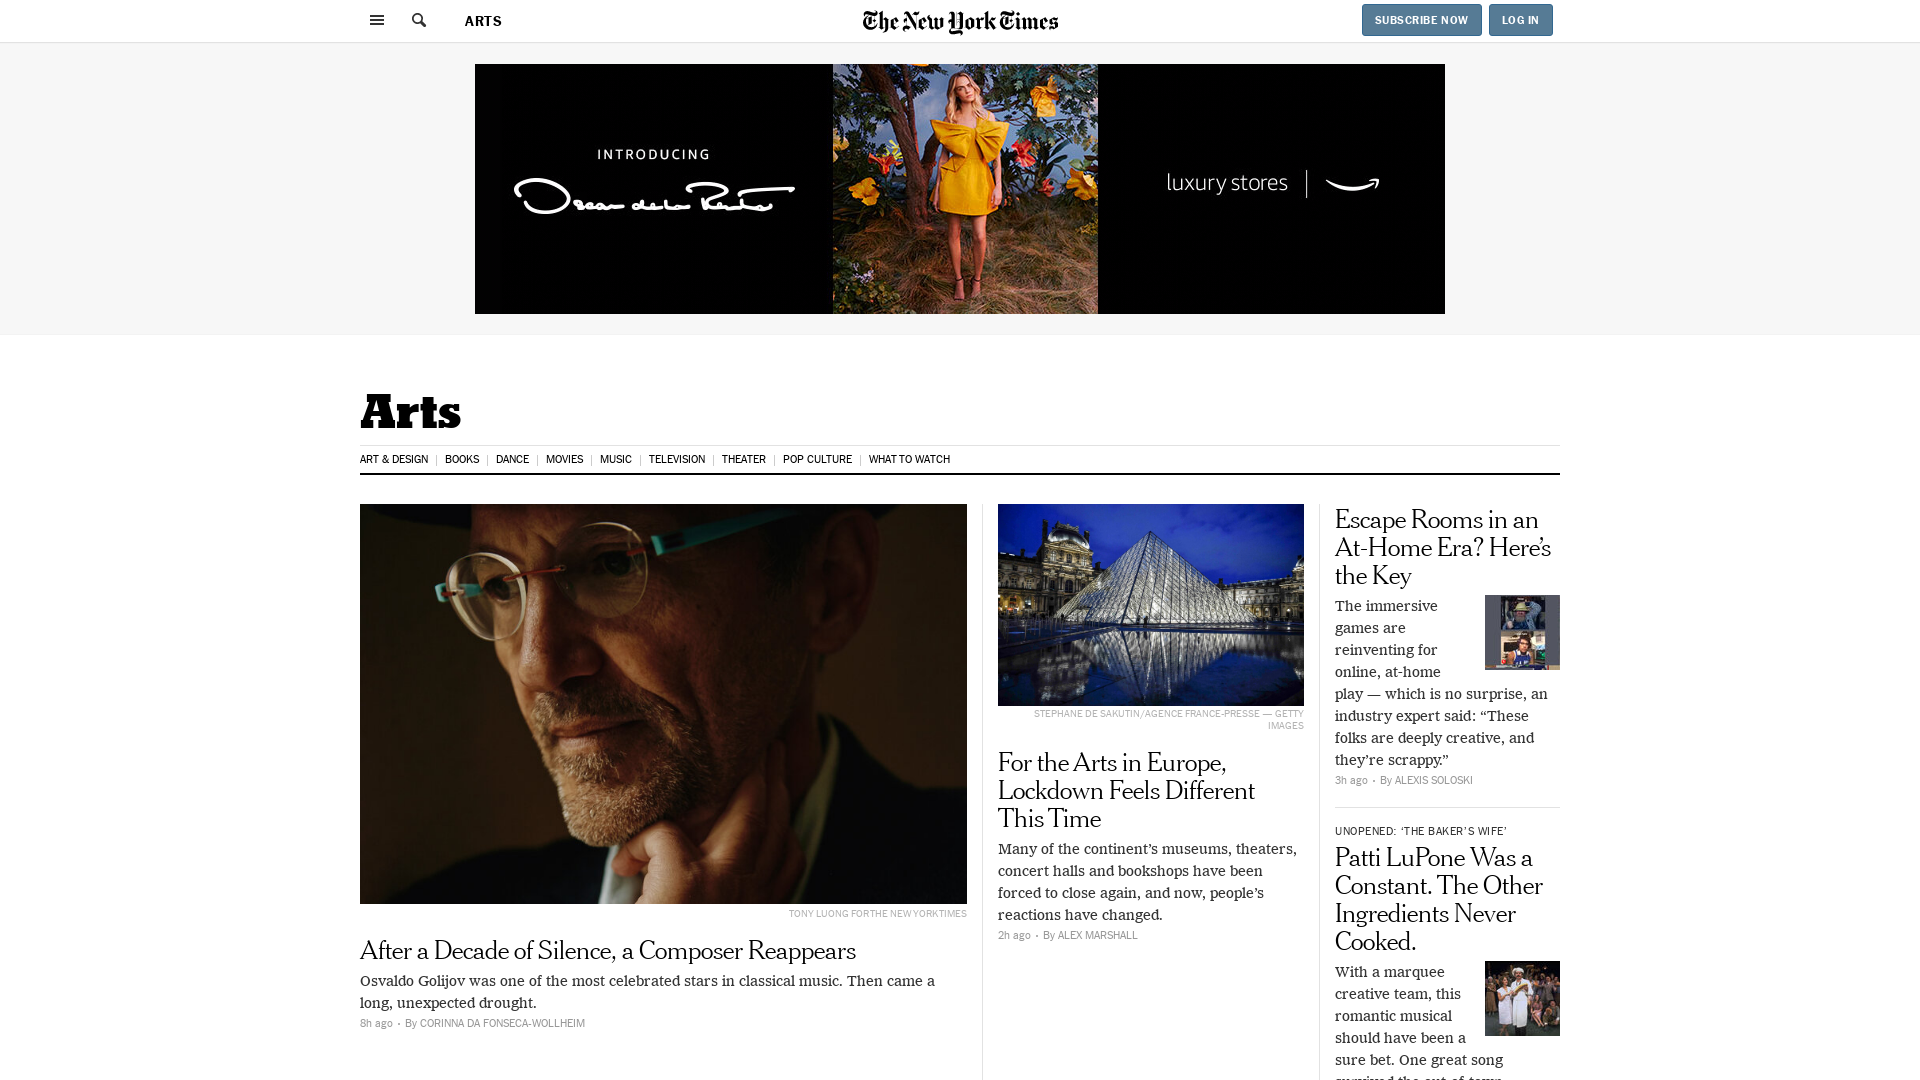 ARTS
The New York Times
SUBSCRIBE NOW
LOG IN
INTRODUCING
Oscar de la Renta
luxury stores
Arts
ART & DESIGN
BOOKS
DANCE
MOVIES
MUSIC
TELEVISION
THEATER
POP CULTURE
WHAT TO WATCH
TONY LUONG FOR THE NEW YORK TIMES
After a Decade of Silence, a Composer Reappears
Osvaldo Golijov was one of the most celebrated stars in classical music. Then came a
long, unexpected drought.
8h ago · By CORINNA DA FONSECA-WOLLHEIM
STEPHANE DE SAKUTIN/AGENCE FRANCE-PRESSE — GETTY
IMAGES
For the Arts in Europe,
Lockdown Feels Different
This Time
Many of the continent’s museums, theaters,
concert halls and bookshops have been
forced to close again, and now, people’s
reactions have changed.
2h ago · By ALEX MARSHALL
Escape Rooms in an
At-Home Era? Here’s
the Key
The immersive
games are
reinventing for
online, at-home
play — which is no surprise, an
industry expert said: “These
folks are deeply creative, and
they’re scrappy.”
3h ago · By ALEXIS SOLOSKI
UNOPENED: ‘THE BAKER’S WIFE’
Patti LuPone Was a
Constant. The Other
Ingredients Never
Cooked.
With a marquee
creative team, this
romantic musical
should have been a
sure bet. One great song